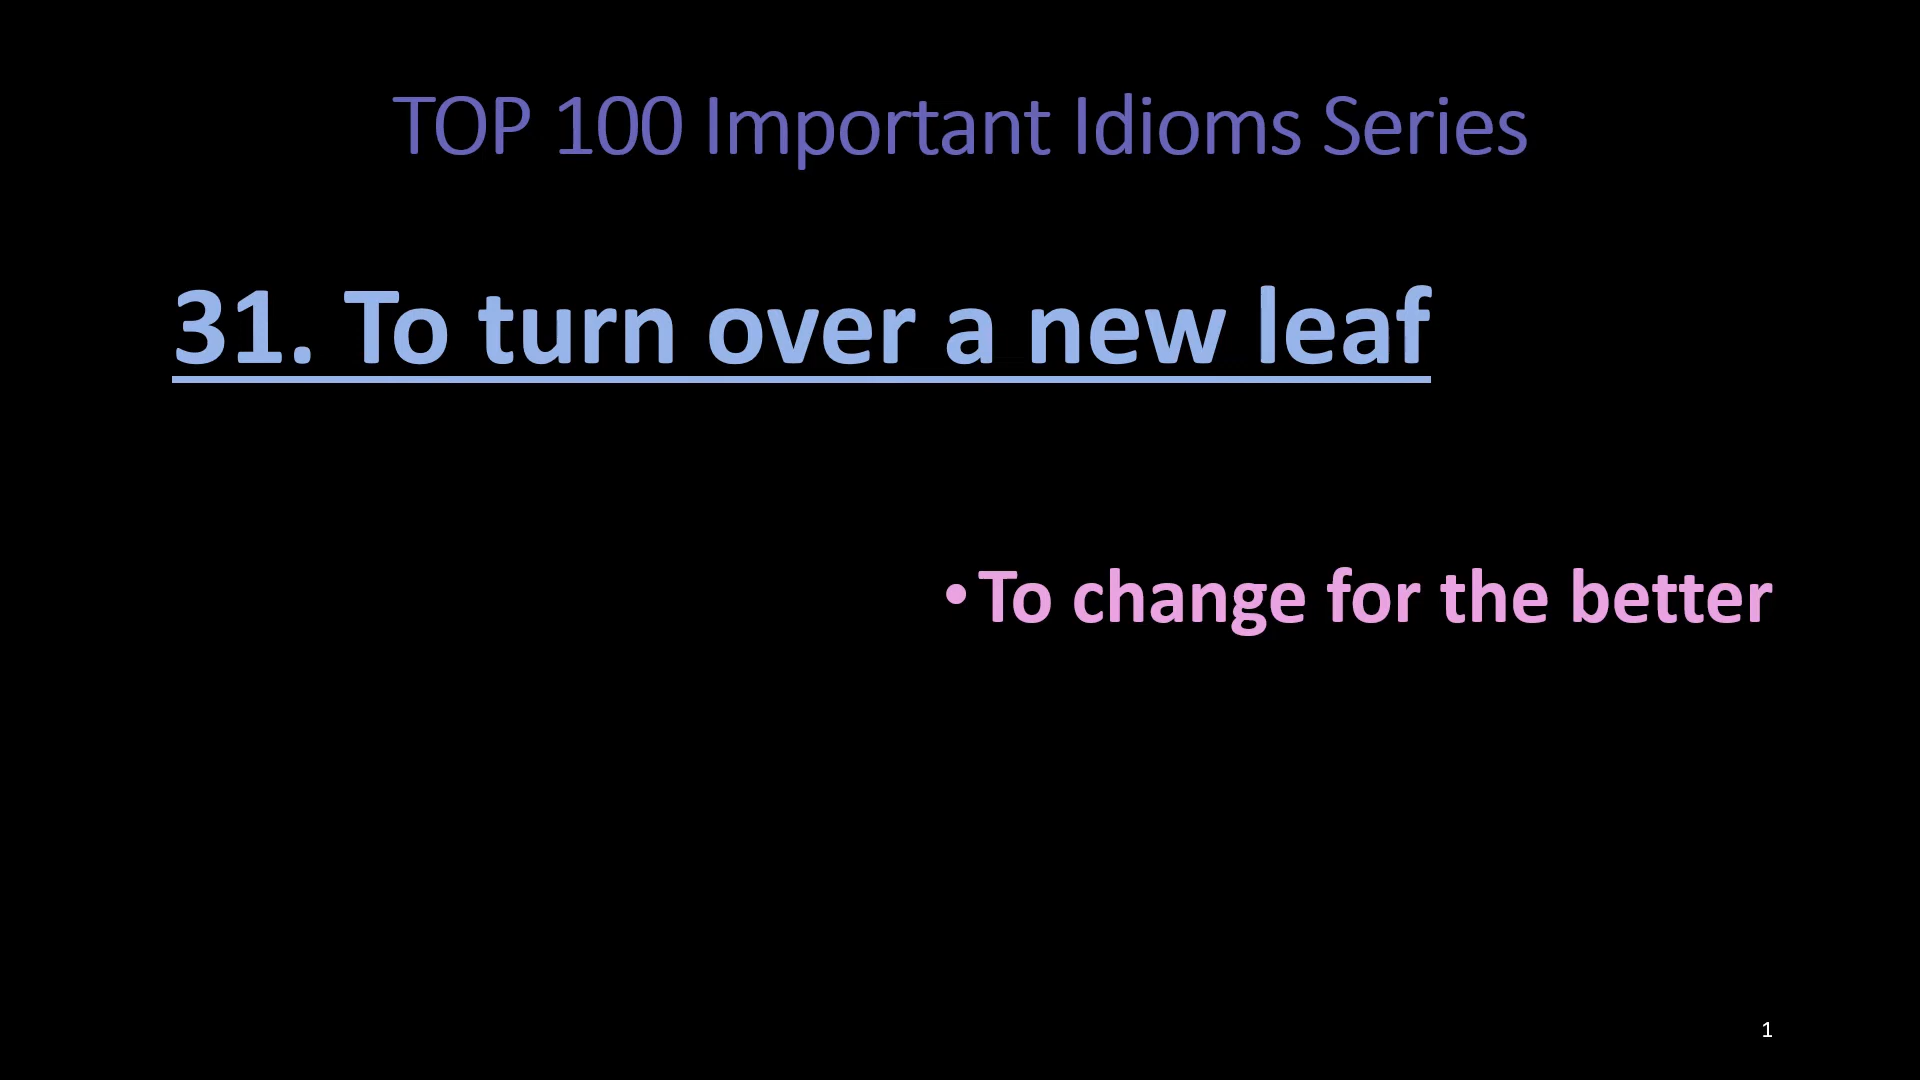 TOP 100 Important Idioms Series
31. To turn over a new leaf
•To change for the better
1